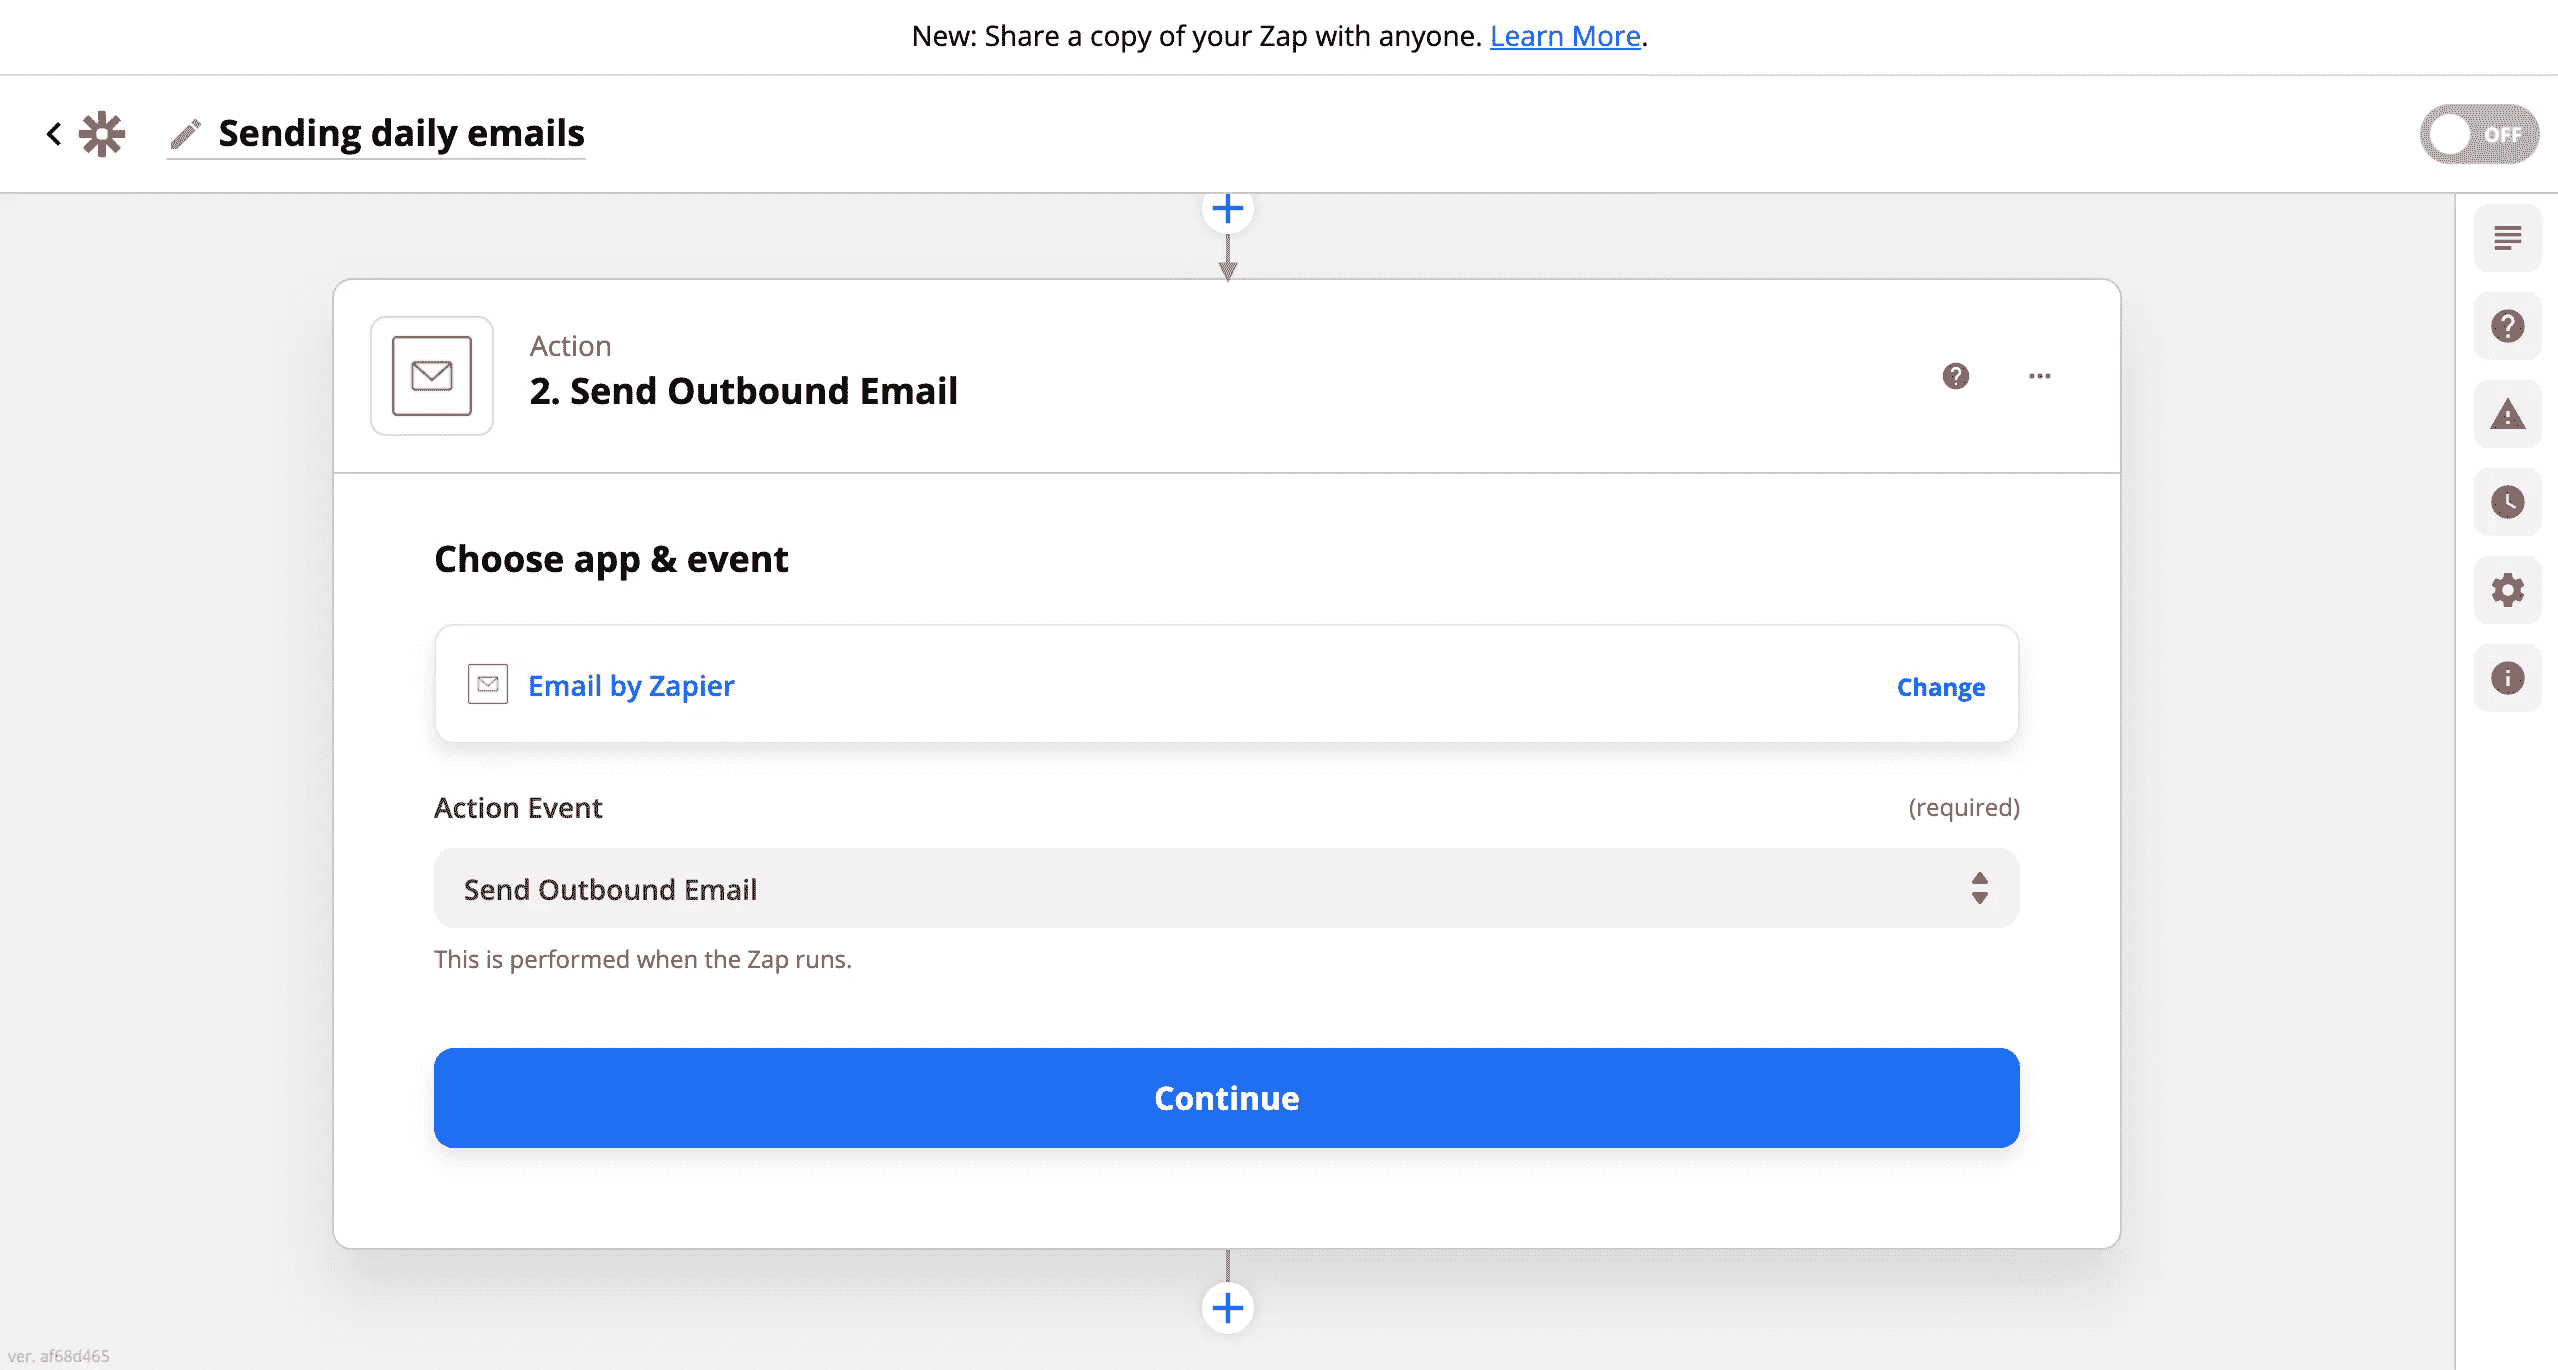 New: Share a copy of your Zap with anyone. Learn More.
Sending daily emails
OFF
Action
2. Send Outbound Email
Choose app & event
Email by Zapier
Change
Action Event
(required)
Send Outbound Email
This is performed when the Zap runs.
Continue
ver. af68d465